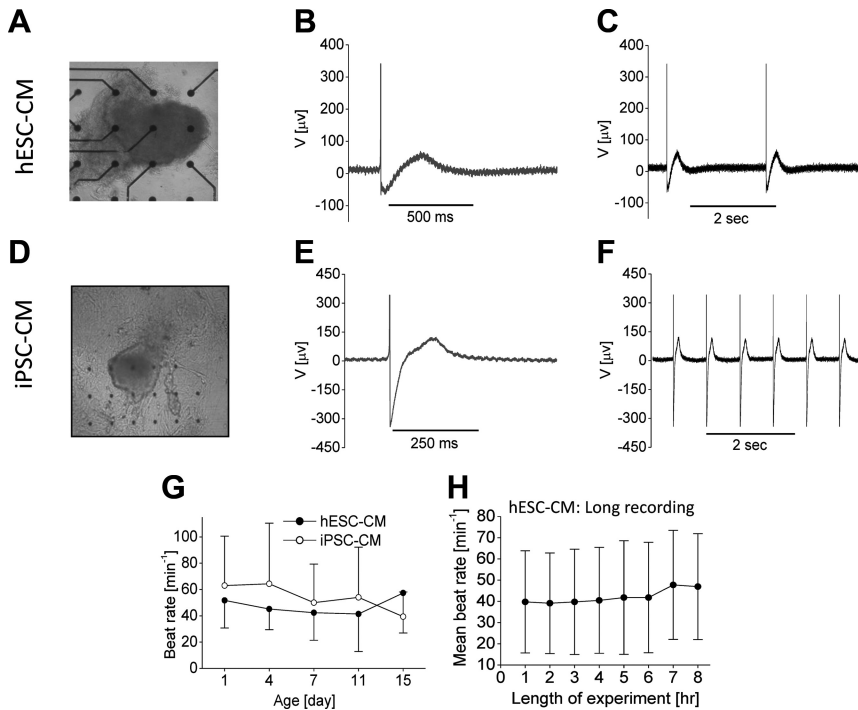 A
B
C
hESC-CM
V [μv]
400
300
200
100
0
-100
500 ms
V [μv]
400
300
200
100
0
-100
2 sec
D
E
F
iPSC-CM
V [μv]
450
300
150
0
-150
-300
-450
250 ms
V [μv]
450
300
150
0
-150
-300
-450
2 sec
G
hESC-CM
iPSC-CM
Beat rate [min⁻¹]
100
80
60
40
20
0
1 4 7 11 15
Age [day]
H
hESC-CM: Long recording
Mean beat rate [min⁻¹]
80
70
60
50
40
30
20
10
0 1 2 3 4 5 6 7 8
Length of experiment [hr]